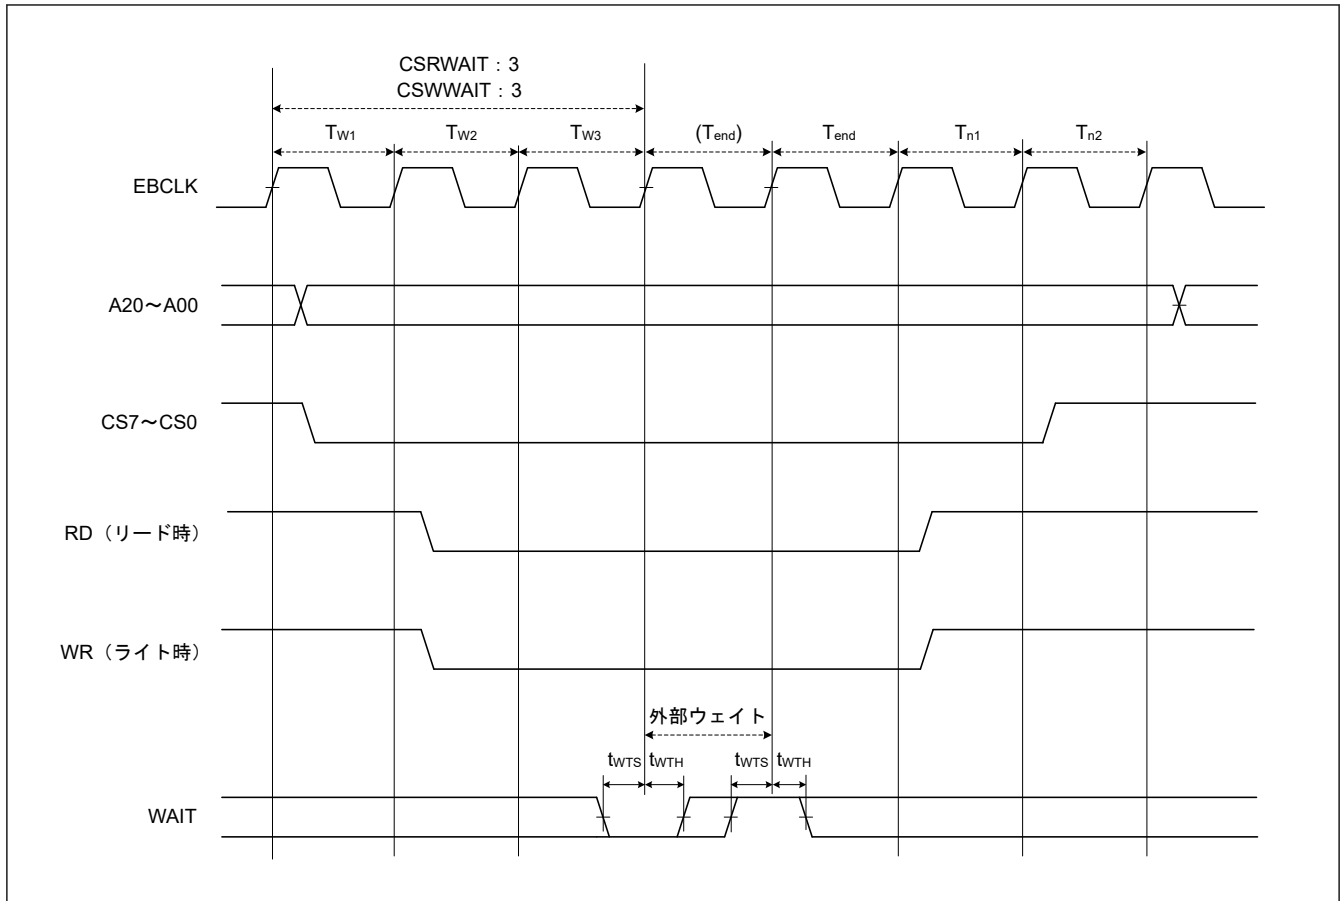 CSRWAIT：3
CSWWAIT：3
TW1 TW2 TW3 (Tend) Tend Tn1 Tn2
EBCLK
A20～A00
CS7～CS0
RD（リード時）
WR（ライト時）
外部ウェイト
tWTS tWTH tWTS tWTH
WAIT